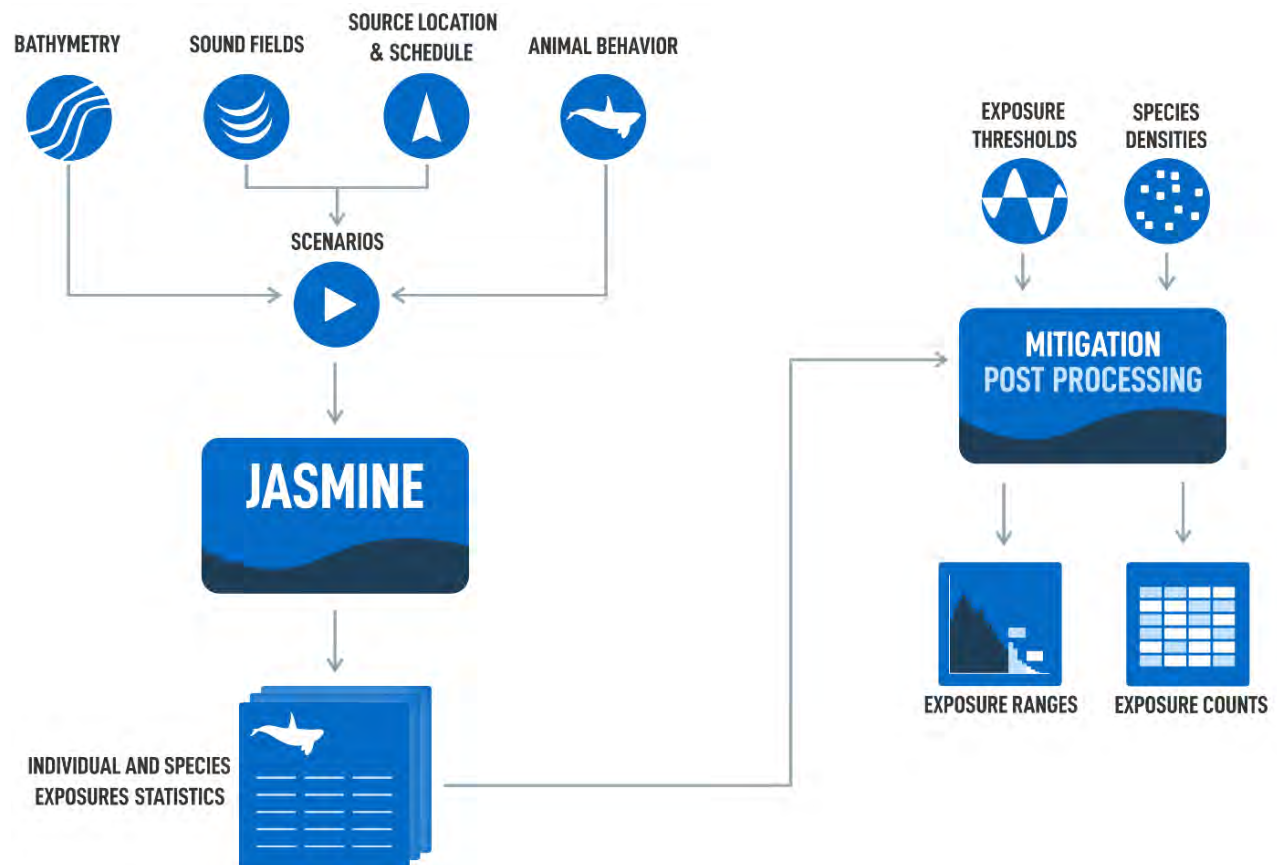 BATHYMETRY
SOUND FIELDS
SOURCE LOCATION
& SCHEDULE
ANIMAL BEHAVIOR
SCENARIOS
JASMINE
INDIVIDUAL AND SPECIES
EXPOSURES STATISTICS
EXPOSURE
THRESHOLDS
SPECIES
DENSITIES
MITIGATION
POST PROCESSING
EXPOSURE RANGES
EXPOSURE COUNTS